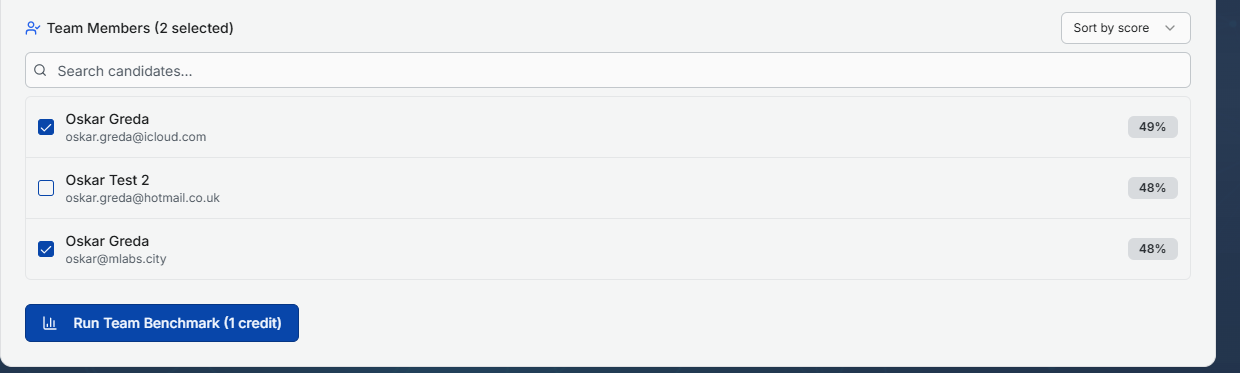 Team Members (2 selected)
Sort by score
Search candidates...
Oskar Greda
oskar.greda@icloud.com
49%
Oskar Test 2
oskar.greda@hotmail.co.uk
48%
Oskar Greda
oskar@mlabs.city
48%
Run Team Benchmark (1 credit)